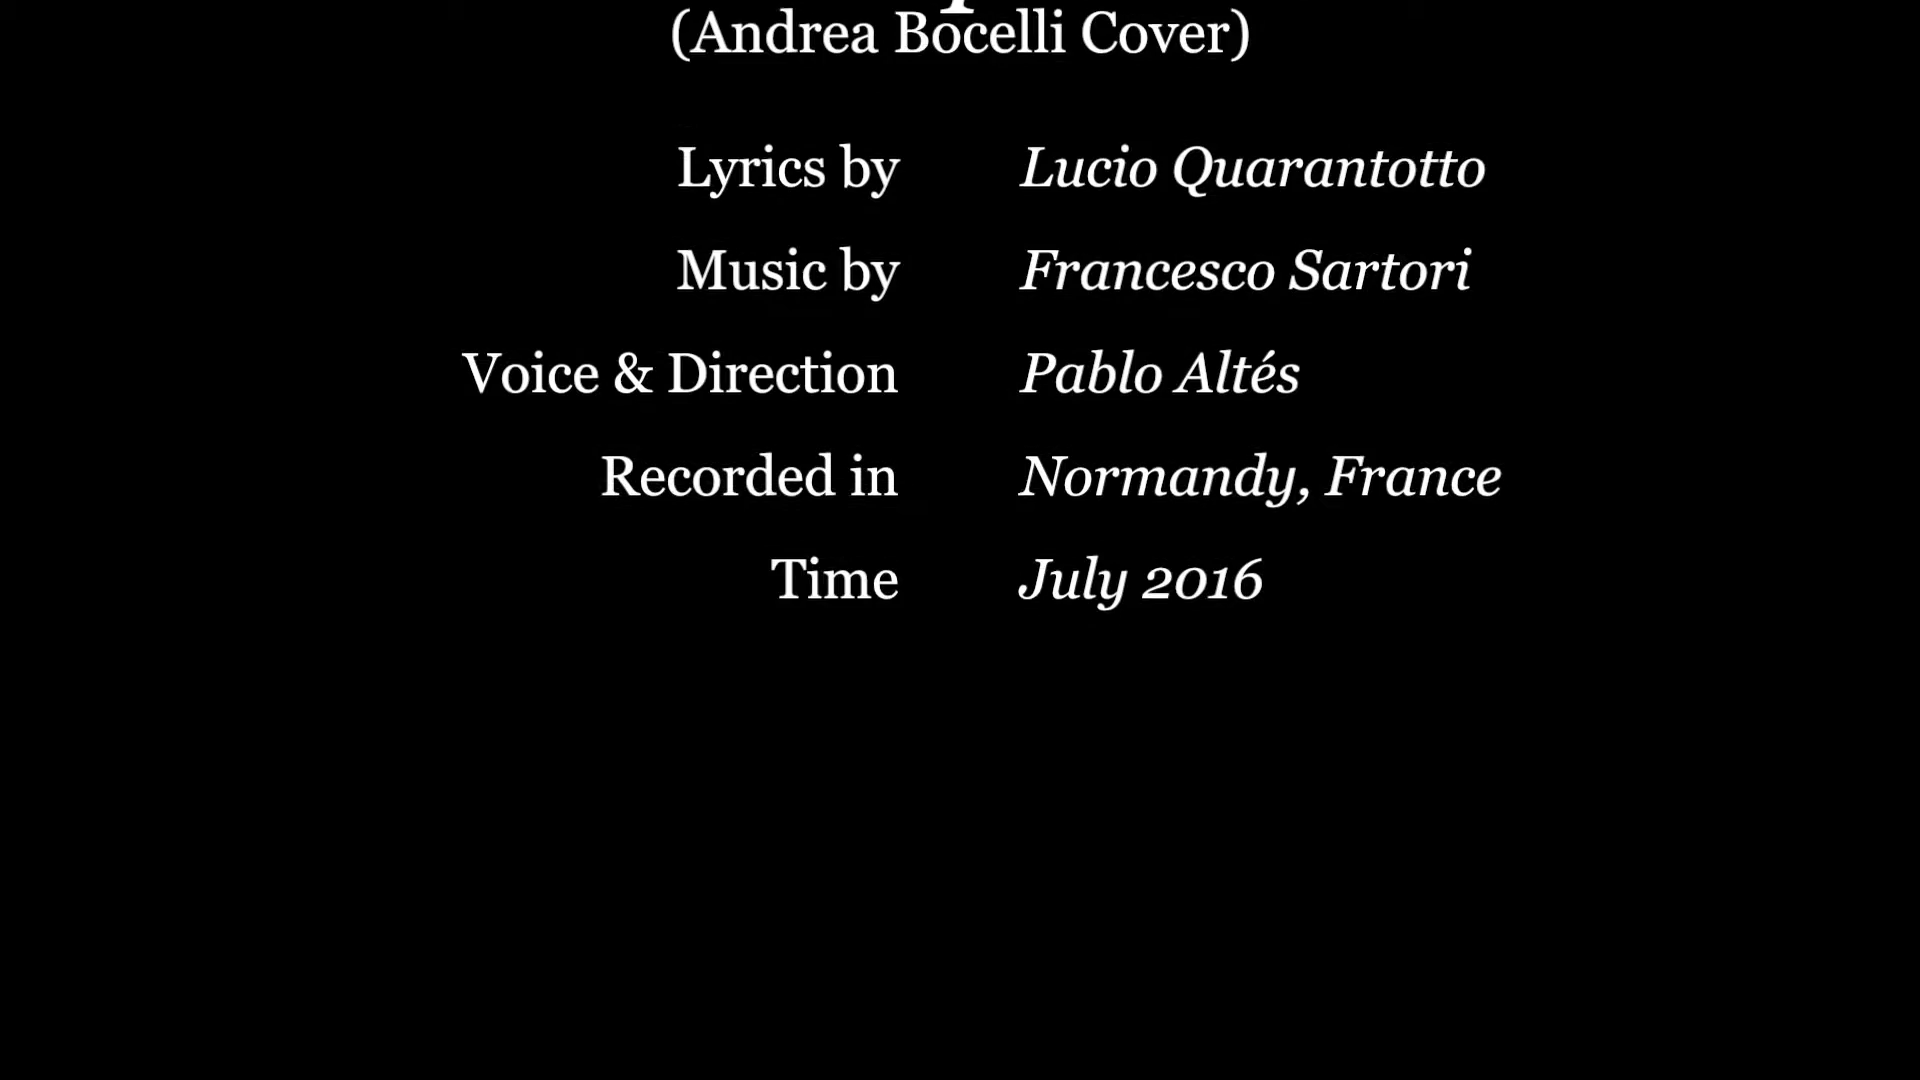 (Andrea Bocelli Cover)
Lyrics by Lucio Quarantotto
Music by Francesco Sartori
Voice & Direction Pablo Altés
Recorded in Normandy, France
Time July 2016